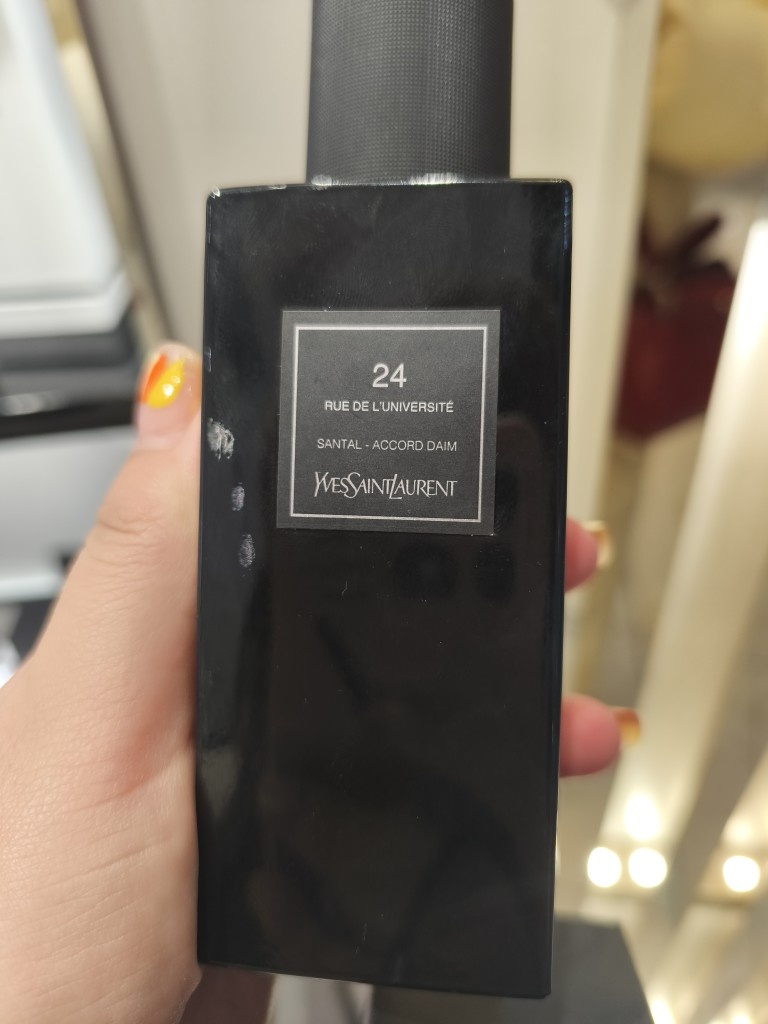 24
RUE DE L'UNIVERSITÉ
SANTAL - ACCORD DAIM
YVESSAINTLAURENT